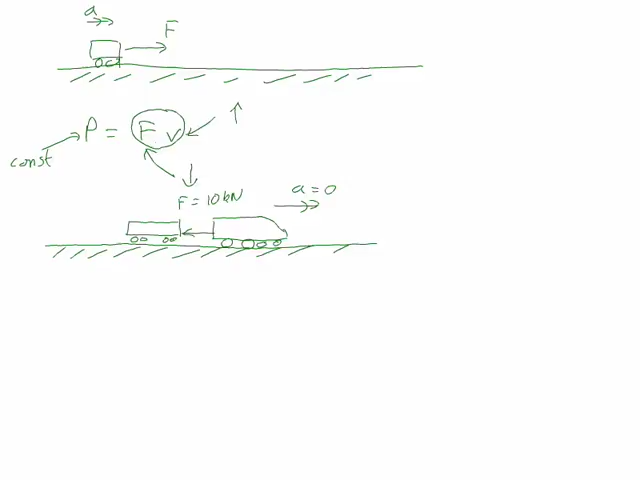 a
F
P = F v ↑
const
↓
F = 10 kN
a = 0